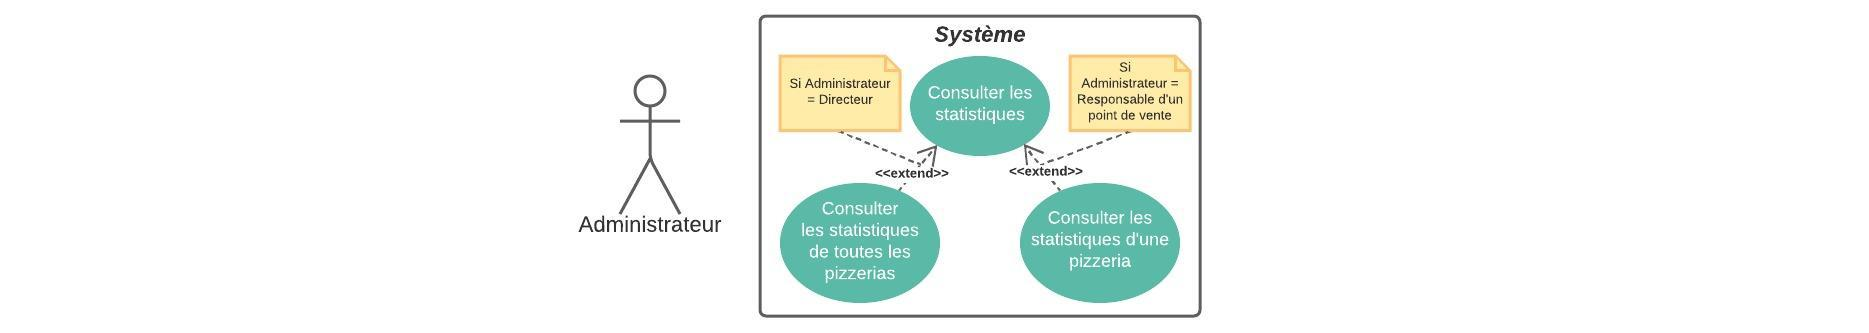 Système
Si Administrateur
= Directeur
Consulter les
statistiques
Si
Administrateur =
Responsable d'un
point de vente
<<extend>>
<<extend>>
Administrateur
Consulter
les statistiques
de toutes les
pizzerias
Consulter les
statistiques d'une
pizzeria